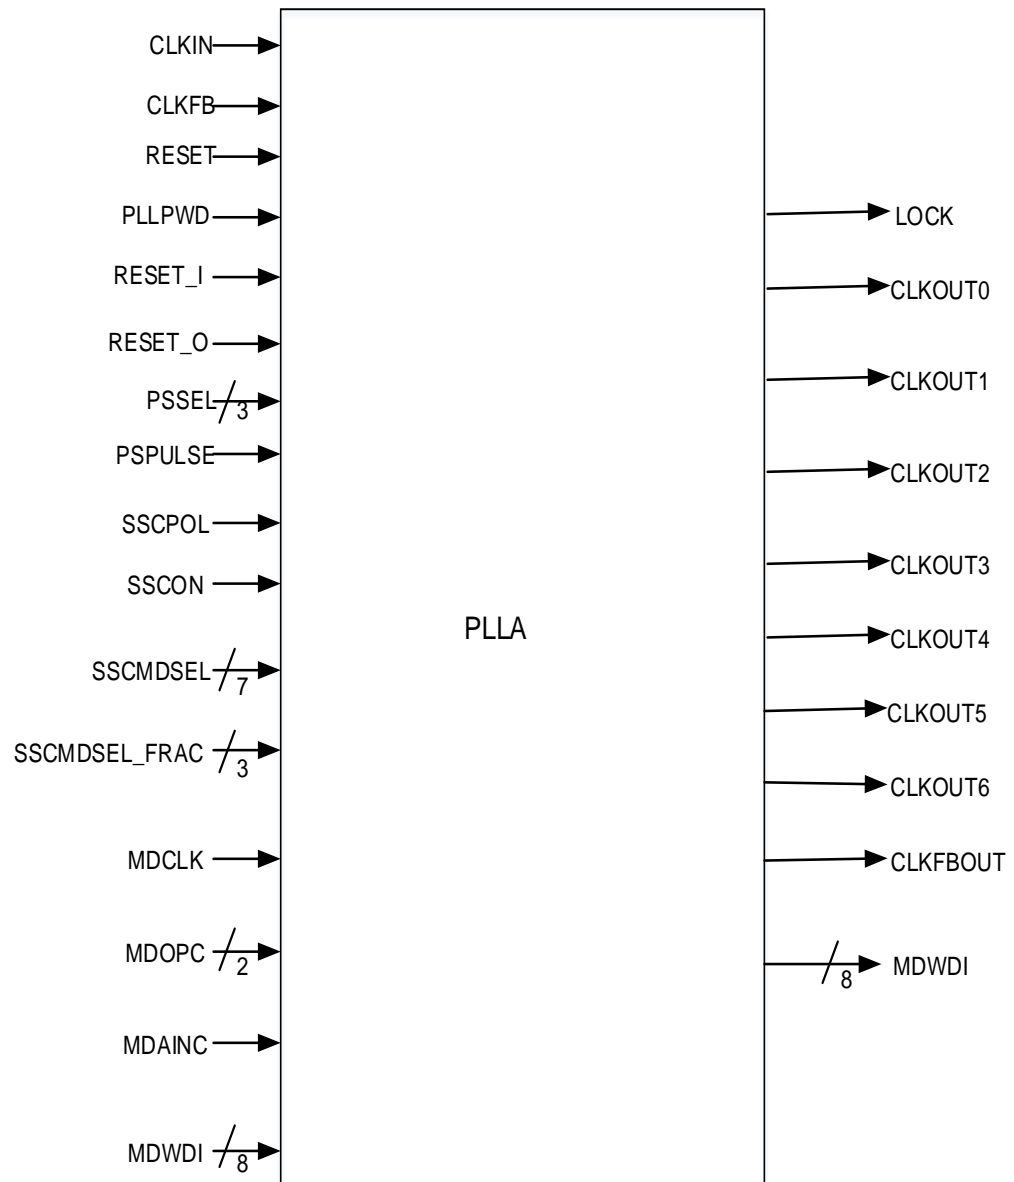 CLKIN
CLKFB
RESET
PLLPWD
RESET_I
RESET_O
PSSEL
3
PSPULSE
SSCPOL
SSCON
SSCMDSEL
7
SSCMDSEL_FRAC
3
MDCLK
MDOPC
2
MDAINC
MDWDI
8
PLLA
LOCK
CLKOUT0
CLKOUT1
CLKOUT2
CLKOUT3
CLKOUT4
CLKOUT5
CLKOUT6
CLKFBOUT
MDWDI
8